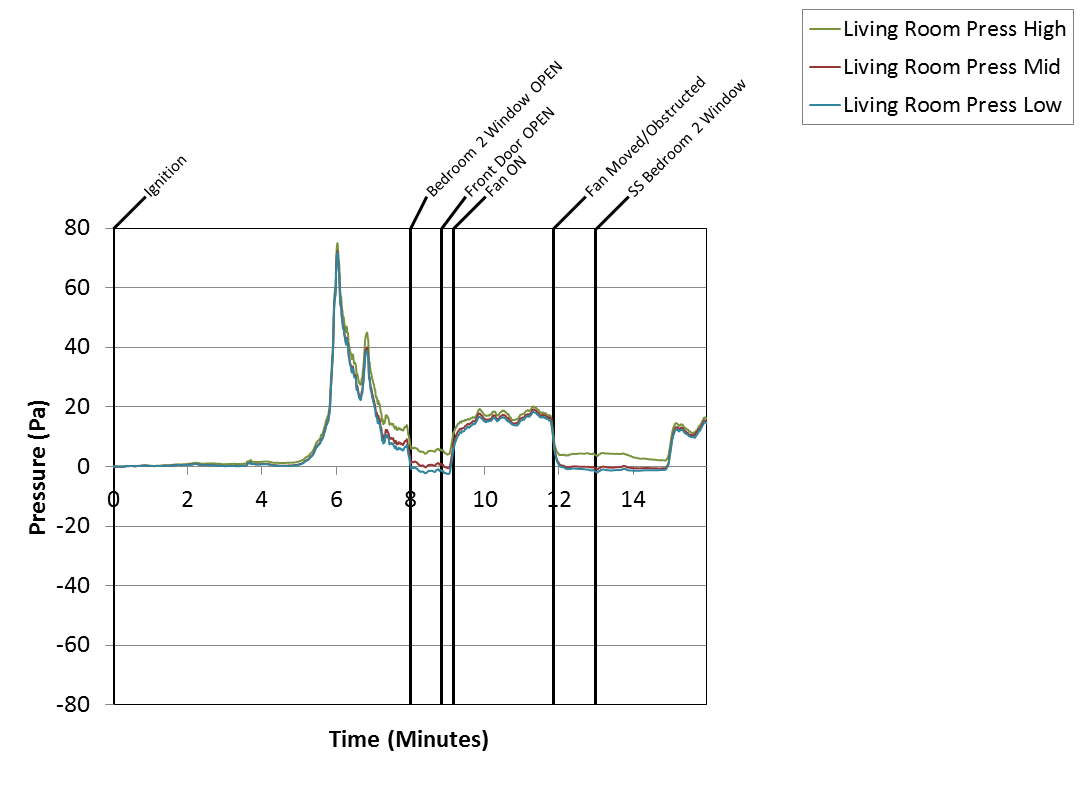 Living Room Press High
Living Room Press Mid
Living Room Press Low
Ignition
Bedroom 2 Window OPEN
Front Door OPEN
Fan ON
Fan Moved/Obstructed
SS Bedroom 2 Window
80
60
40
20
0
-20
-40
-60
-80
Pressure (Pa)
0 2 4 6 8 10 12 14
Time (Minutes)